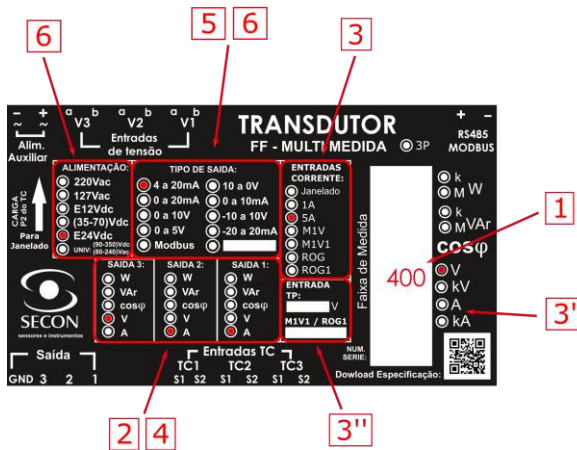 5 6
6
3
- +
~ ~
a b a b
V3 V2 V1
Alim.
Auxiliar
Entradas
de tensão
TRANSDUTOR
FF - MULTIMEDIDA 3P
+ -
RS485
MODBUS
CARGA
P2 do TC
Para
Janelado
ALIMENTAÇÃO:
220Vac
127Vac
E12Vdc
(35-70)Vdc
E24Vdc
UNIV: (90-350)Vdc
(88-240)Vac
TIPO DE SAIDA:
4 a 20mA 10 a 0V
0 a 20mA 0 a 10mA
0 a 10V -10 a 10V
0 a 5V -20 a 20mA
Modbus
ENTRADAS
CORRENTE:
Janelado
1A
5A
M1V
M1V1
ROG
ROG1
Faixa de Medida
400
k
M W
k
M VAr
cosφ
V
kV
A
kA
1
3'
SECON
sensores e instrumentos
SAIDA 3: SAIDA 2: SAIDA 1:
W W W
VAr VAr VAr
cosφ cosφ cosφ
V V V
A A A
ENTRADA
TP:
V
M1V1 / ROG1
NUM.
SERIE:
Dowload Especificação:
Saída
GND 3 2 1
Entradas TC
TC1 TC2 TC3
S1 S2 S1 S2 S1 S2
2 4
3''